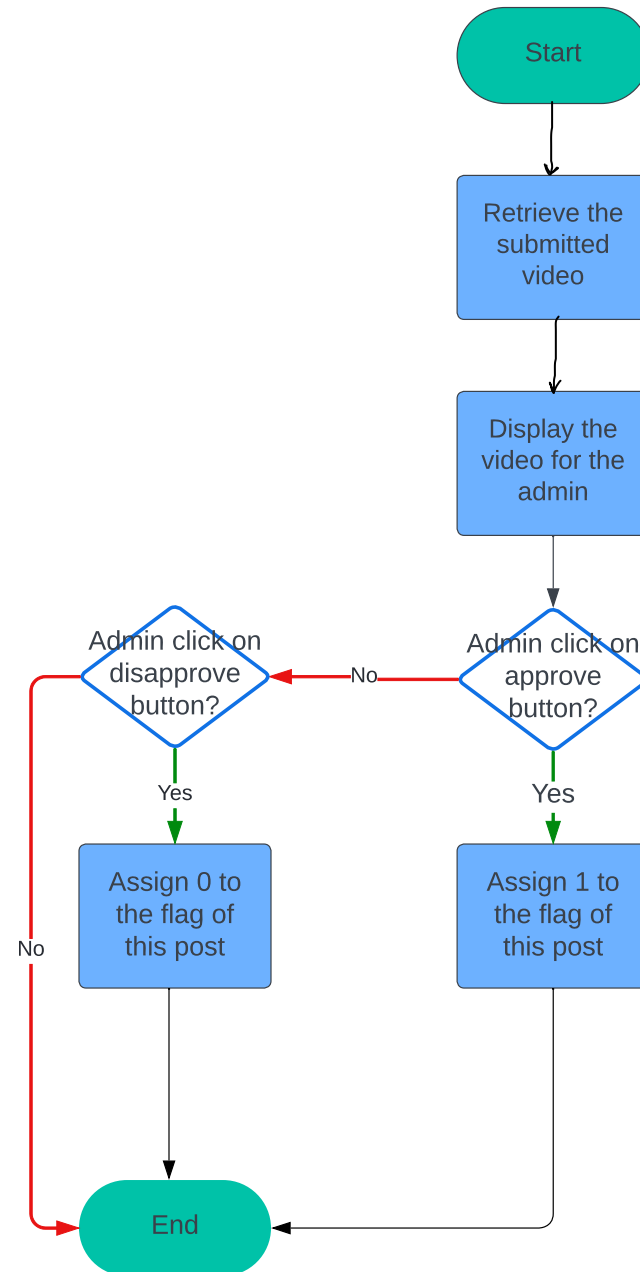 Start
Retrieve the
submitted
video
Display the
video for the
admin
Admin click on
disapprove
button?
No
Admin click on
approve
button?
Yes
Yes
Assign 0 to
the flag of
this post
Assign 1 to
the flag of
this post
No
End